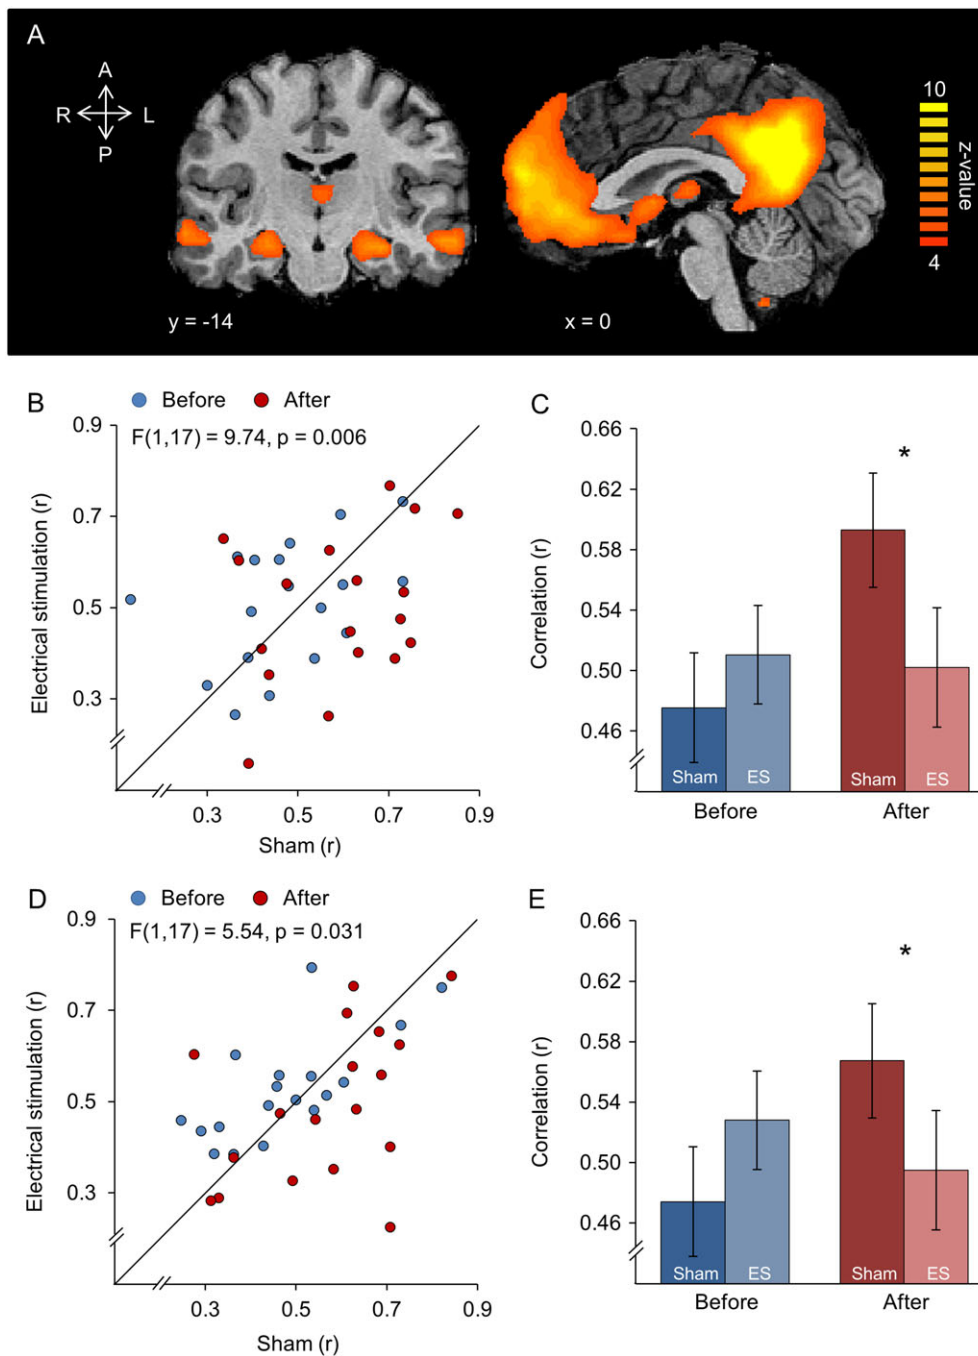 A
A
R L
P
10
z-value
4
y = -14
x = 0
B
Before After
F(1,17) = 9.74, p = 0.006
0.9
0.7
0.5
0.3
Electrical stimulation (r)
0.3 0.5 0.7 0.9
Sham (r)
C
0.66
0.62
0.58
0.54
0.50
0.46
Correlation (r)
*
Sham ES Sham ES
Before After
D
Before After
F(1,17) = 5.54, p = 0.031
0.9
0.7
0.5
0.3
Electrical stimulation (r)
0.3 0.5 0.7 0.9
Sham (r)
E
0.66
0.62
0.58
0.54
0.50
0.46
Correlation (r)
*
Sham ES Sham ES
Before After